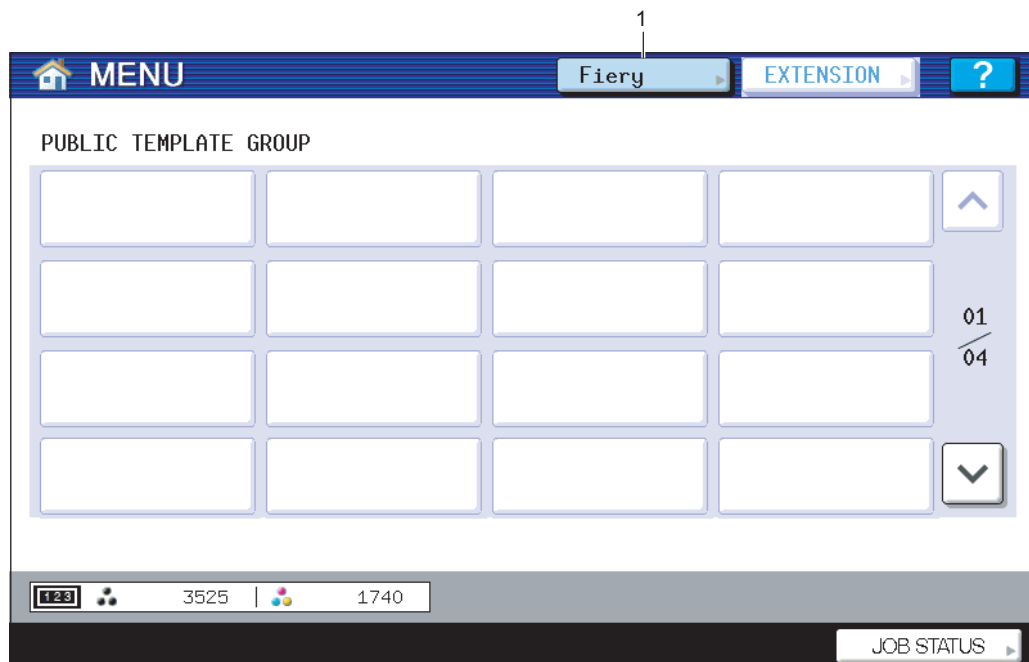 1
MENU
Fiery
EXTENSION
?
PUBLIC TEMPLATE GROUP
01
04
123 3525 1740
JOB STATUS